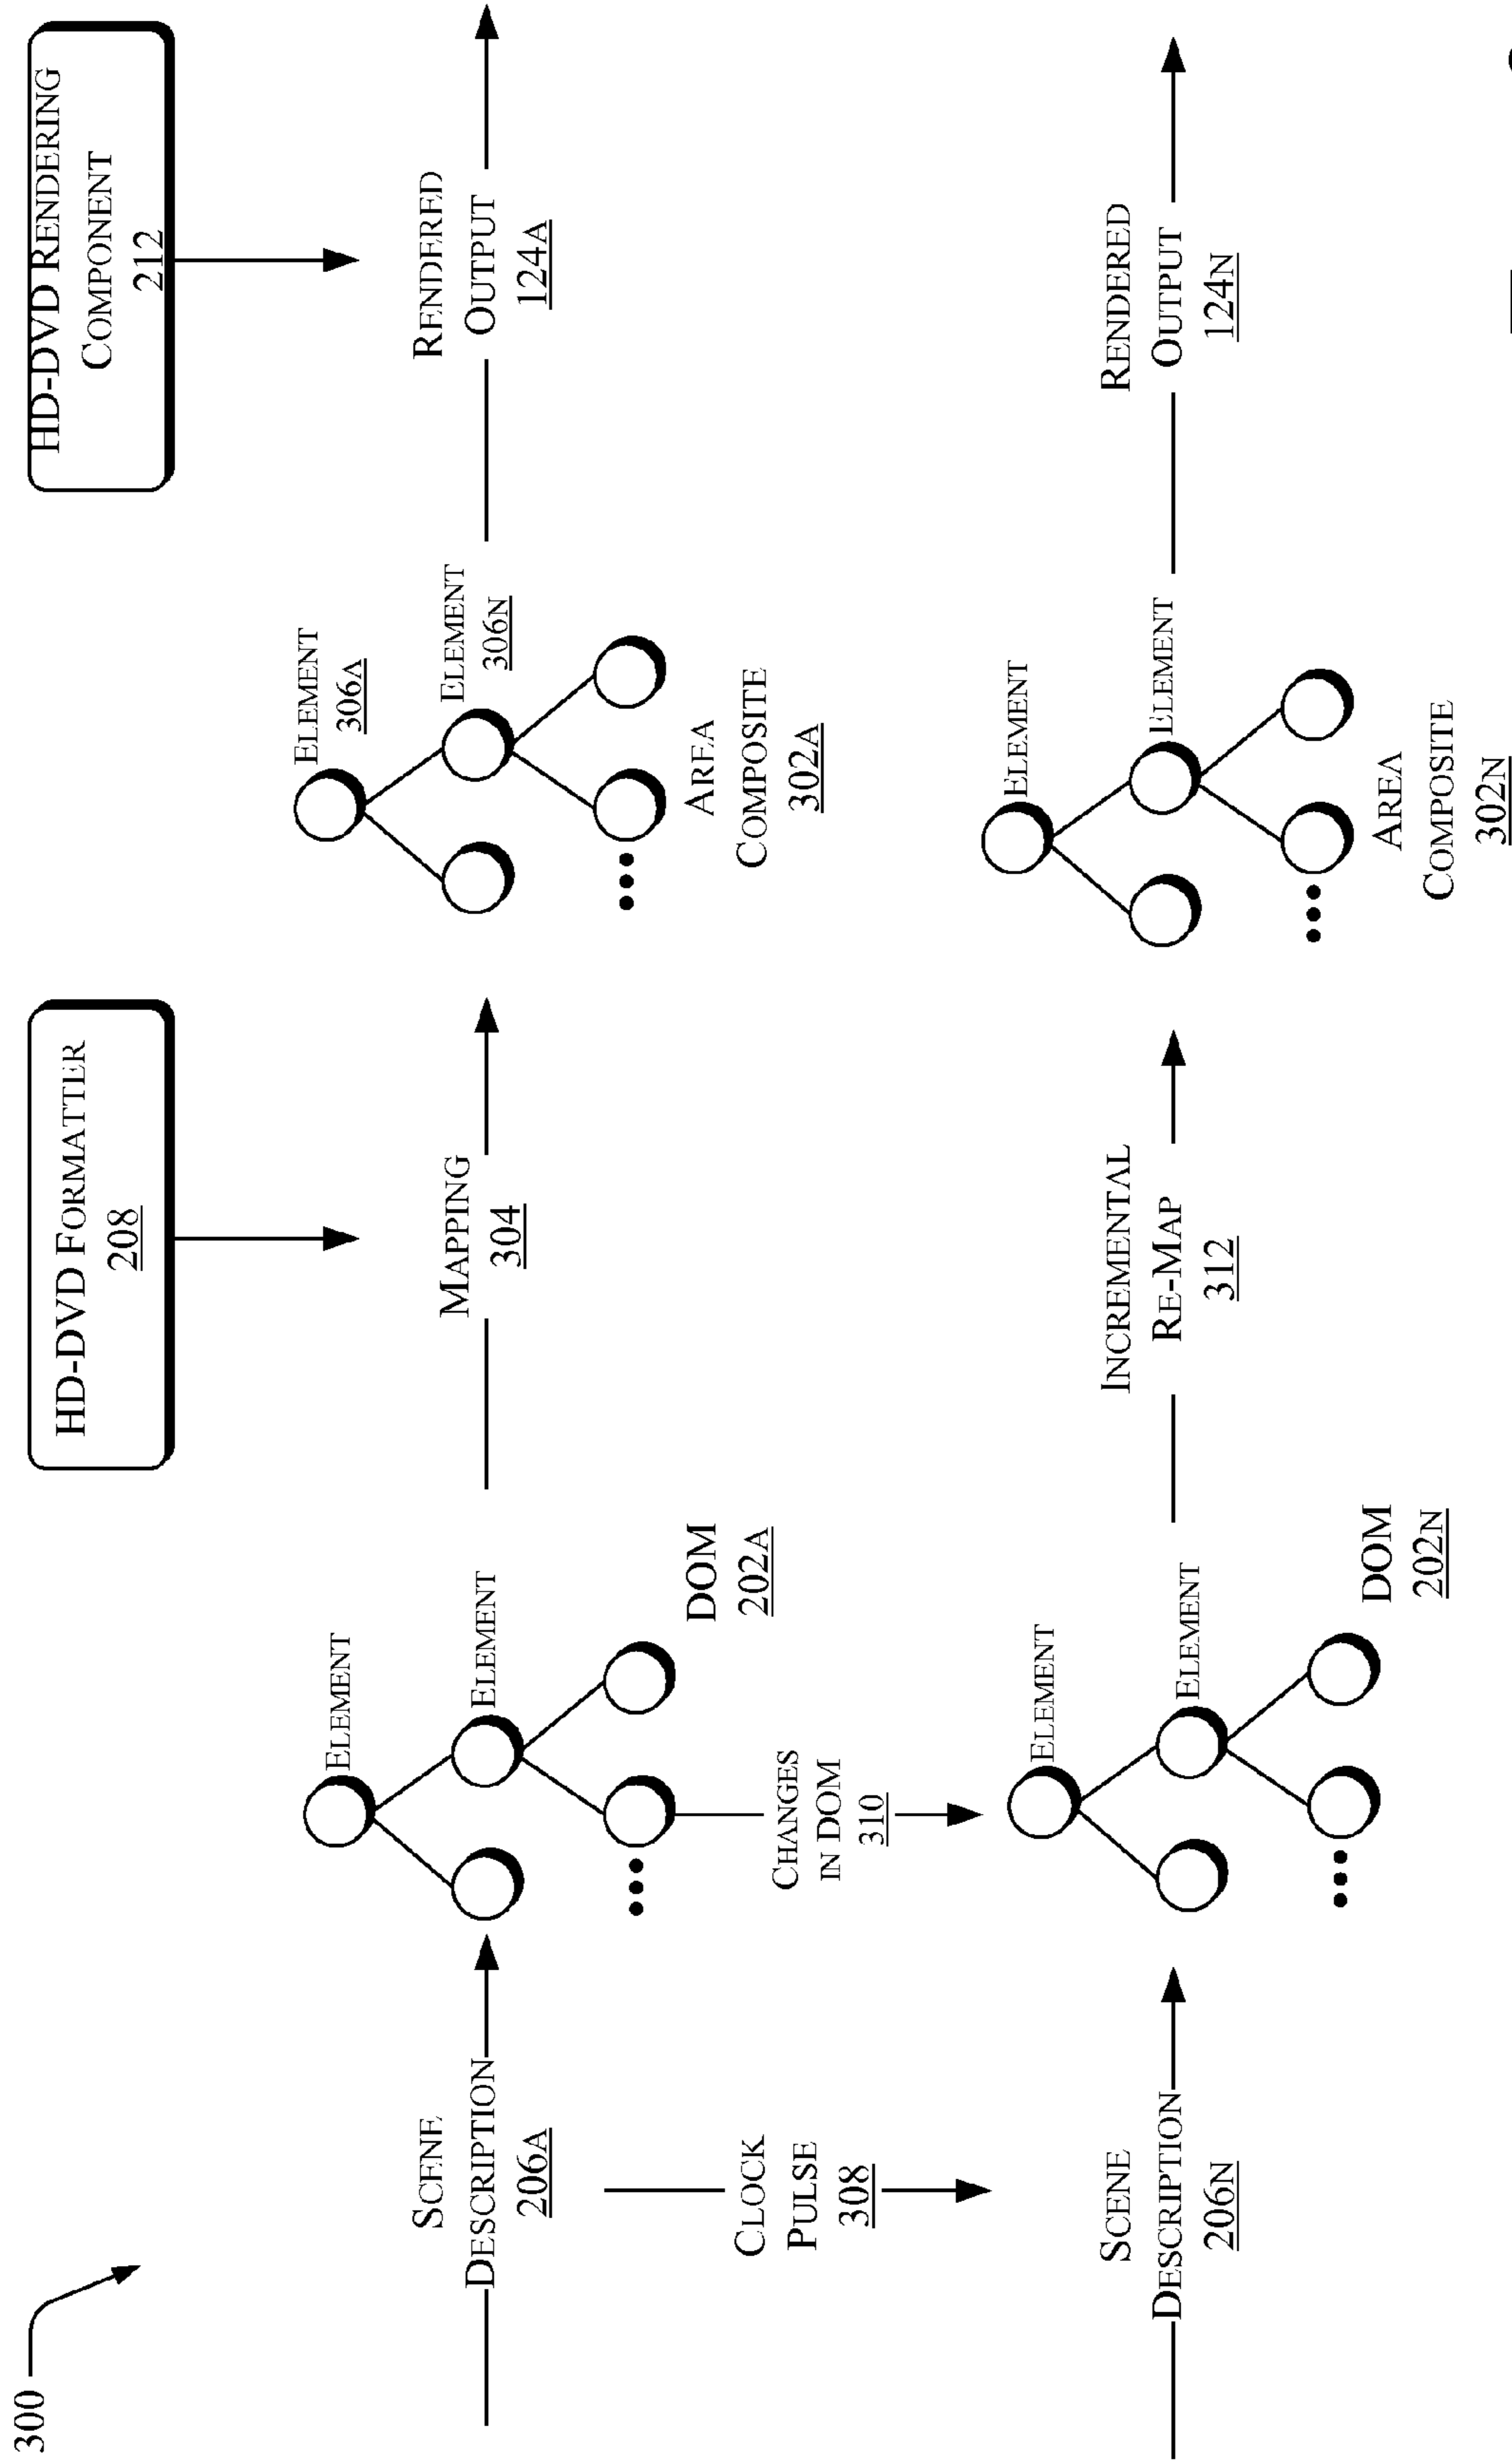 300
HD-DVD FORMATTER
208
HD-DVD RENDERING
COMPONENT
212
SCENE
DESCRIPTION
206A
ELEMENT
ELEMENT
DOM
202A
MAPPING
304
ELEMENT
306A
ELEMENT
306N
AREA
COMPOSITE
302A
RENDERED
OUTPUT
124A
CLOCK
PULSE
308
CHANGES
IN DOM
310
SCENE
DESCRIPTION
206N
ELEMENT
ELEMENT
DOM
202N
INCREMENTAL
RE-MAP
312
ELEMENT
ELEMENT
AREA
COMPOSITE
302N
RENDERED
OUTPUT
124N